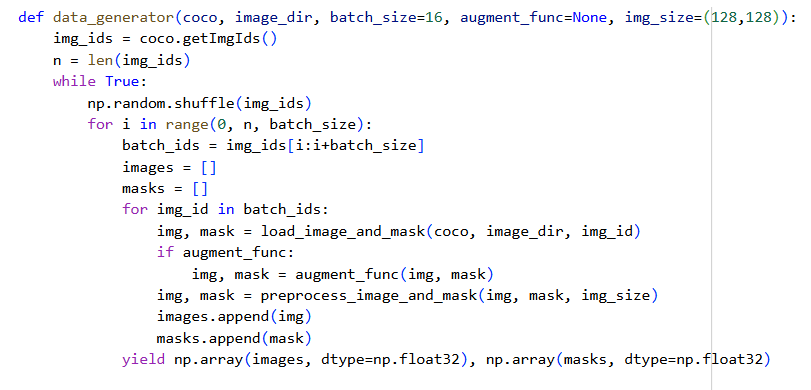 def data_generator(coco, image_dir, batch_size=16, augment_func=None, img_size=(128,128)):
    img_ids = coco.getImgIds()
    n = len(img_ids)
    while True:
        np.random.shuffle(img_ids)
        for i in range(0, n, batch_size):
            batch_ids = img_ids[i:i+batch_size]
            images = []
            masks = []
            for img_id in batch_ids:
                img, mask = load_image_and_mask(coco, image_dir, img_id)
                if augment_func:
                    img, mask = augment_func(img, mask)
                img, mask = preprocess_image_and_mask(img, mask, img_size)
                images.append(img)
                masks.append(mask)
            yield np.array(images, dtype=np.float32), np.array(masks, dtype=np.float32)